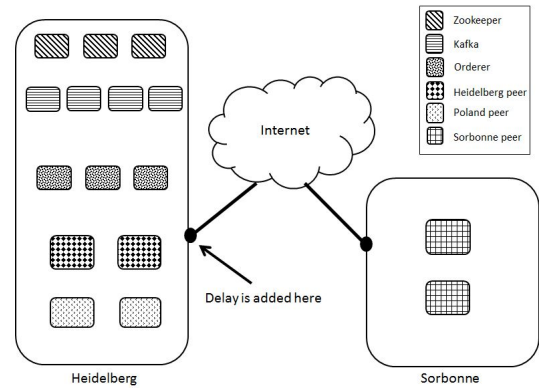 Zookeeper
Kafka
Orderer
Heidelberg peer
Poland peer
Sorbonne peer
Internet
Delay is added here
Heidelberg
Sorbonne